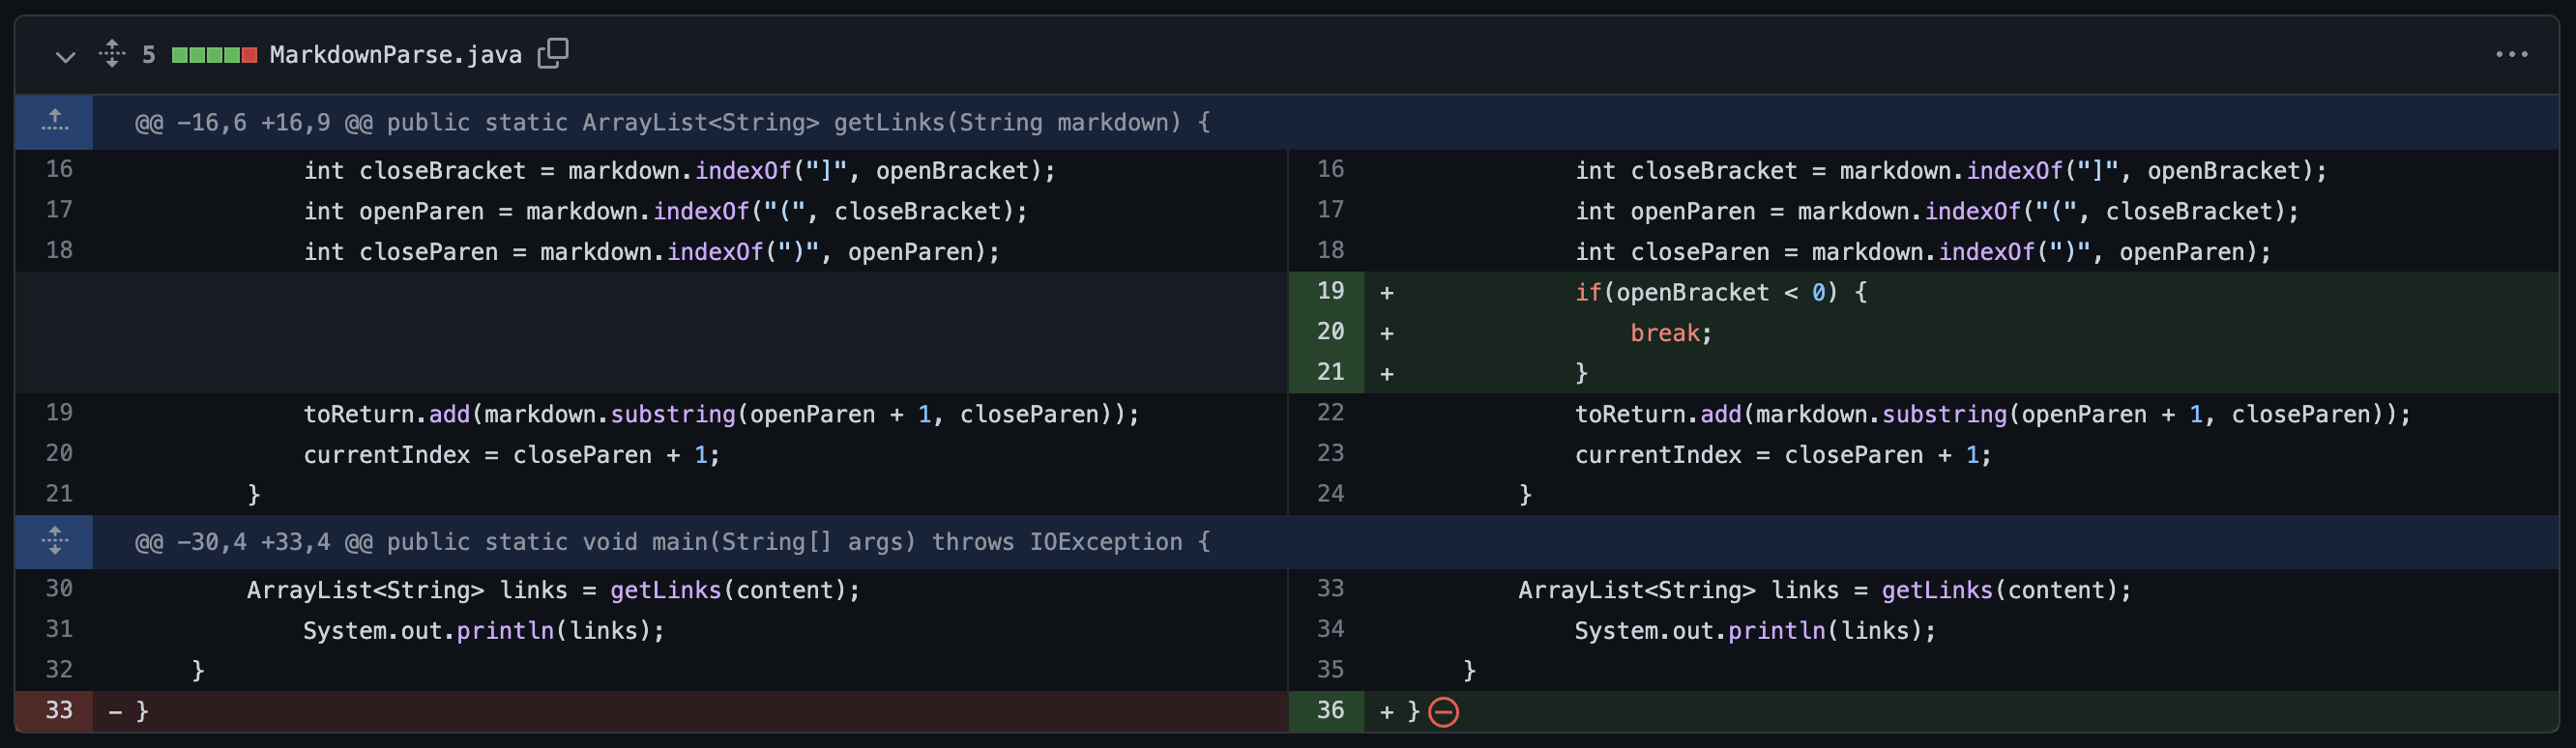 5 MarkdownParse.java
@@ -16,6 +16,9 @@ public static ArrayList<String> getLinks(String markdown) {
16 int closeBracket = markdown.indexOf("]", openBracket); 16 int closeBracket = markdown.indexOf("]", openBracket);
17 int openParen = markdown.indexOf("(", closeBracket); 17 int openParen = markdown.indexOf("(", closeBracket);
18 int closeParen = markdown.indexOf(")", openParen); 18 int closeParen = markdown.indexOf(")", openParen);
19 + if(openBracket < 0) {
20 + break;
21 + }
19 toReturn.add(markdown.substring(openParen + 1, closeParen)); 22 toReturn.add(markdown.substring(openParen + 1, closeParen));
20 currentIndex = closeParen + 1; 23 currentIndex = closeParen + 1;
21 } 24 }
@@ -30,4 +33,4 @@ public static void main(String[] args) throws IOException {
30 ArrayList<String> links = getLinks(content); 33 ArrayList<String> links = getLinks(content);
31 System.out.println(links); 34 System.out.println(links);
32 } 35 }
33 - } 36 + }